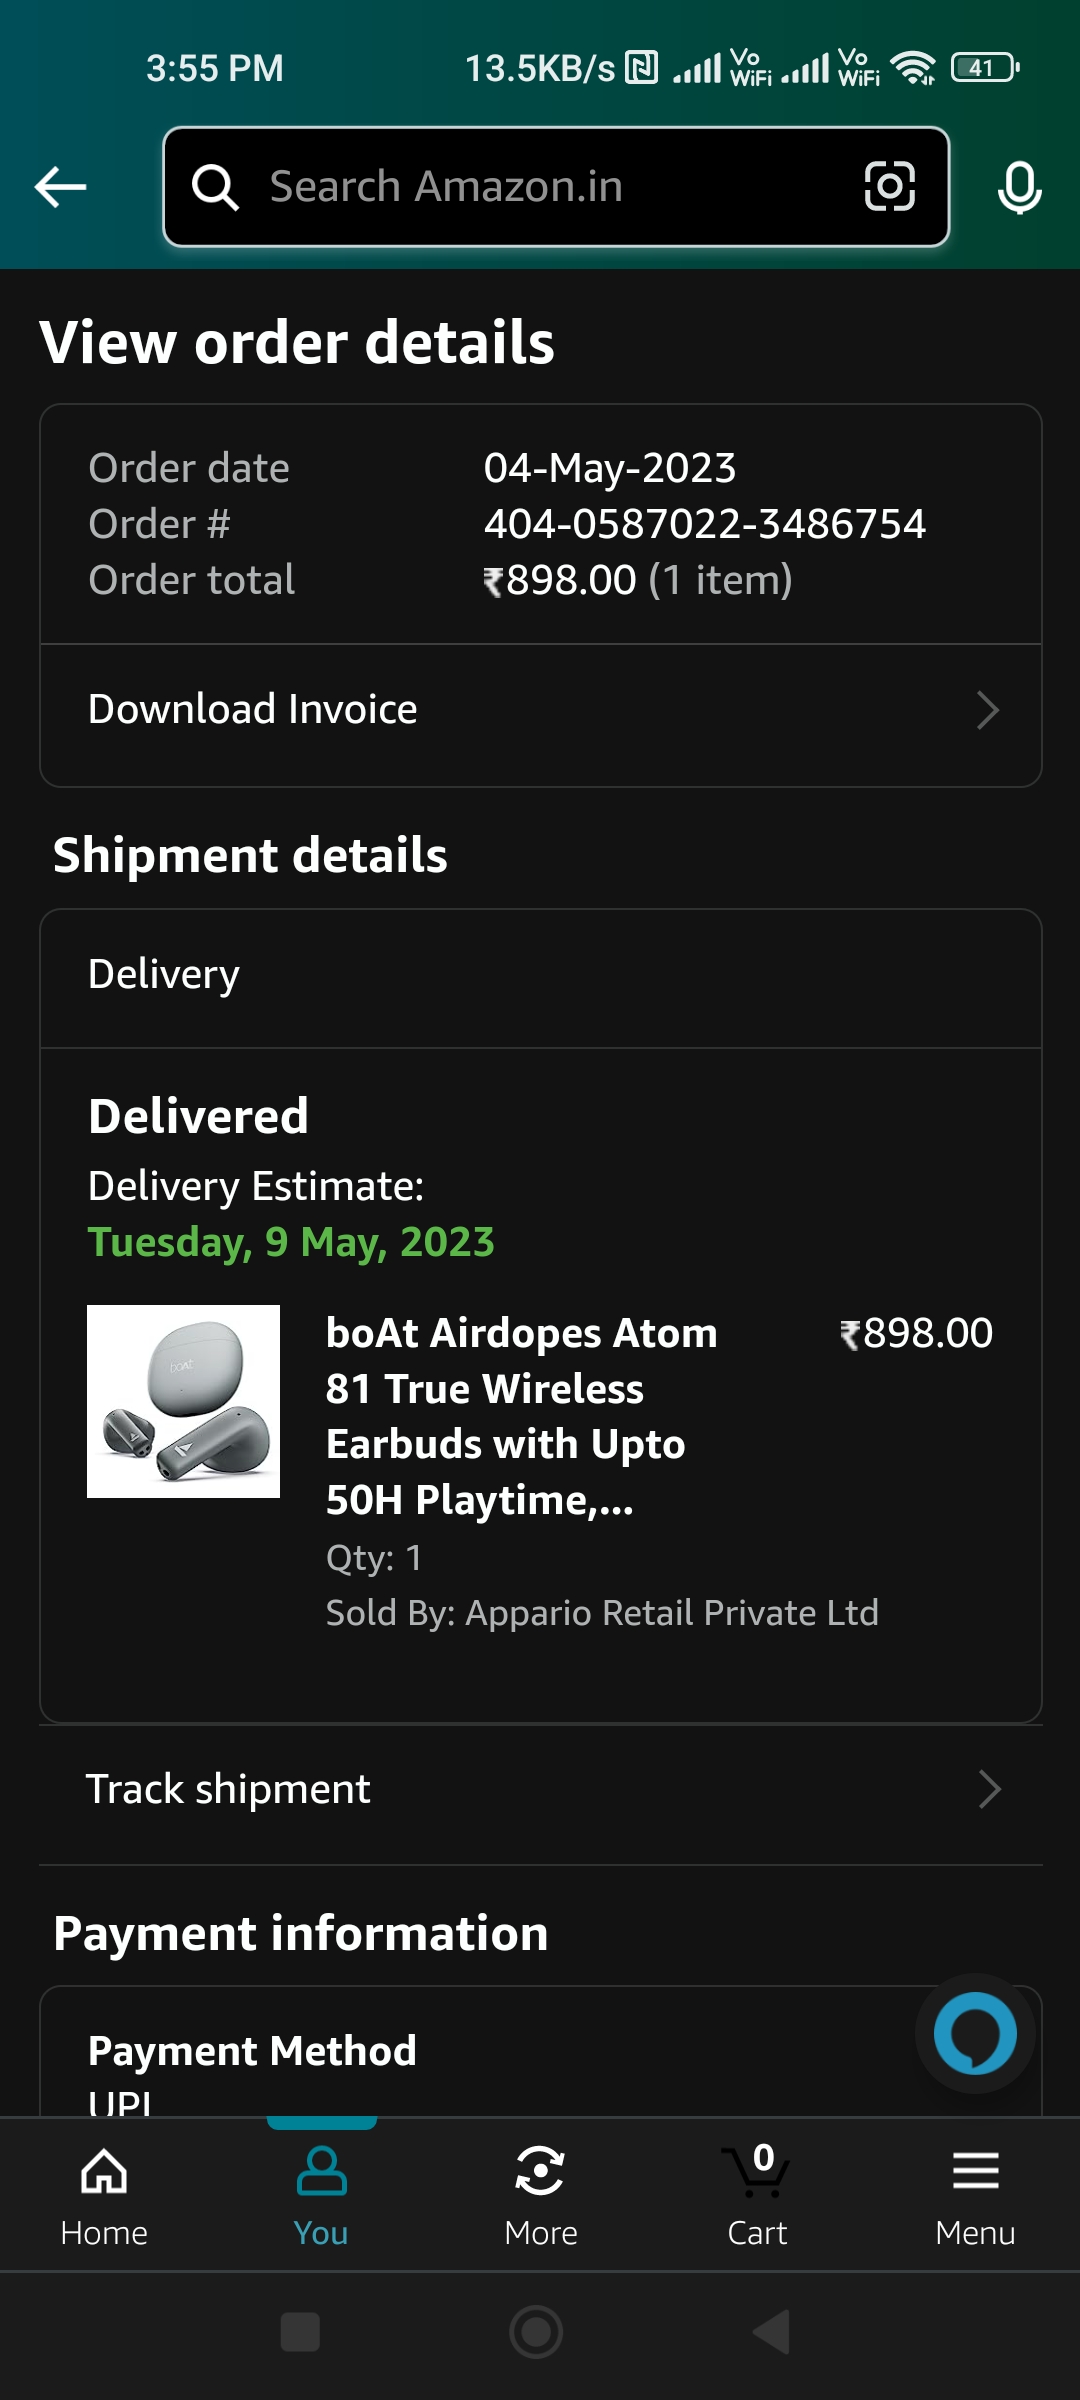 3:55 PM 13.5KB/s Vo WiFi Vo WiFi 41
Search Amazon.in
View order details
Order date 04-May-2023
Order # 404-0587022-3486754
Order total ₹898.00 (1 item)
Download Invoice
Shipment details
Delivery
Delivered
Delivery Estimate:
Tuesday, 9 May, 2023
boAt
boAt Airdopes Atom ₹898.00
81 True Wireless
Earbuds with Upto
50H Playtime,...
Qty: 1
Sold By: Appario Retail Private Ltd
Track shipment
Payment information
Payment Method
UPI
0
Home You More Cart Menu